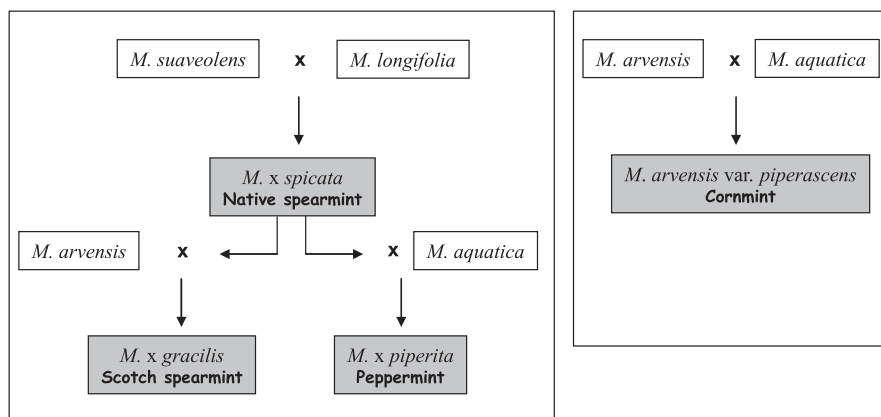 M. suaveolens x M. longifolia
M. x spicata
Native spearmint
M. arvensis x x M. aquatica
M. x gracilis
Scotch spearmint
M. x piperita
Peppermint
M. arvensis x M. aquatica
M. arvensis var. piperascens
Cornmint